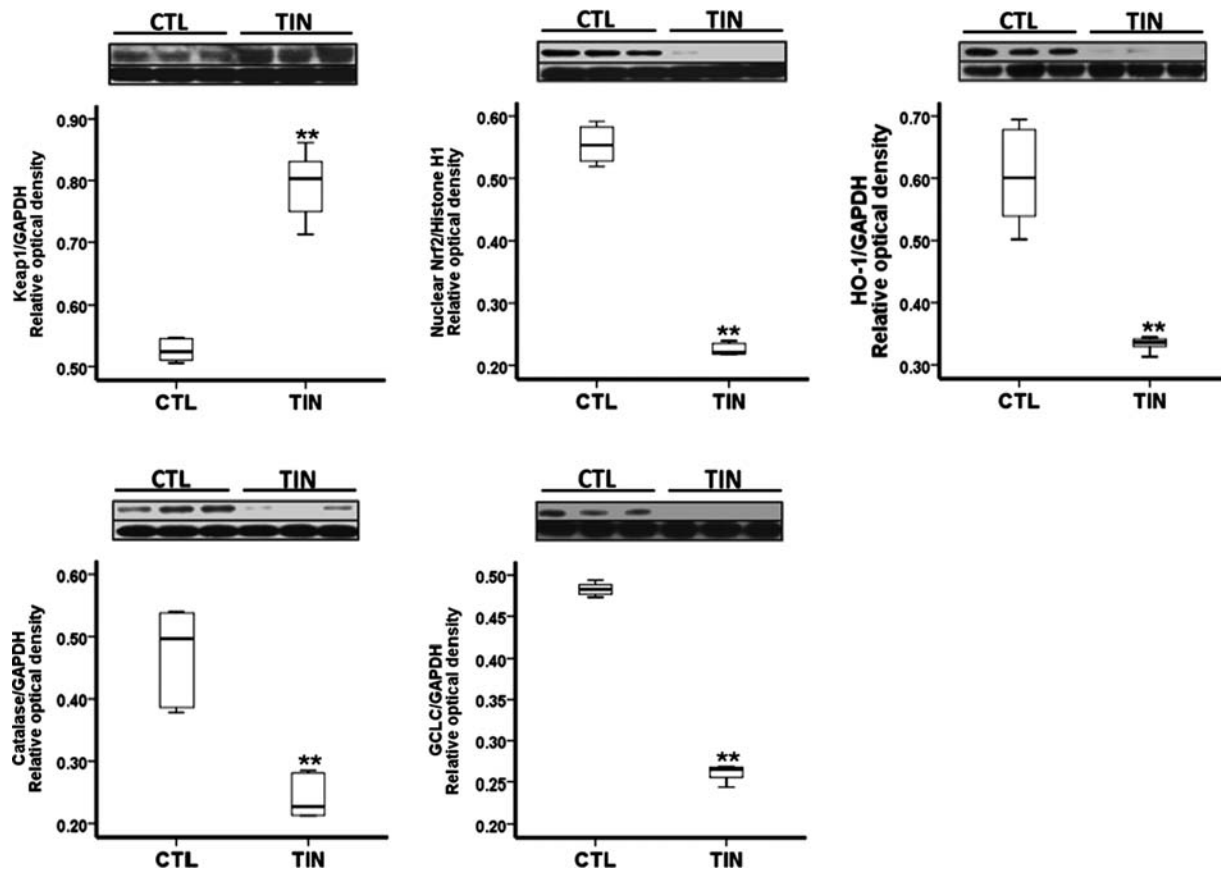 CTL TIN
0.90
0.80
0.70
0.60
0.50
**
Keap1/GAPDH
Relative optical density
CTL TIN
CTL TIN
0.60
0.50
0.40
0.30
0.20
**
Nuclear Nrf2/Histone H1
Relative optical density
CTL TIN
CTL TIN
0.70
0.60
0.50
0.40
0.30
**
HO-1/GAPDH
Relative optical density
CTL TIN
CTL TIN
0.60
0.50
0.40
0.30
0.20
**
Catalase/GAPDH
Relative optical density
CTL TIN
CTL TIN
0.50
0.45
0.40
0.35
0.30
0.25
0.20
**
GCLC/GAPDH
Relative optical density
CTL TIN